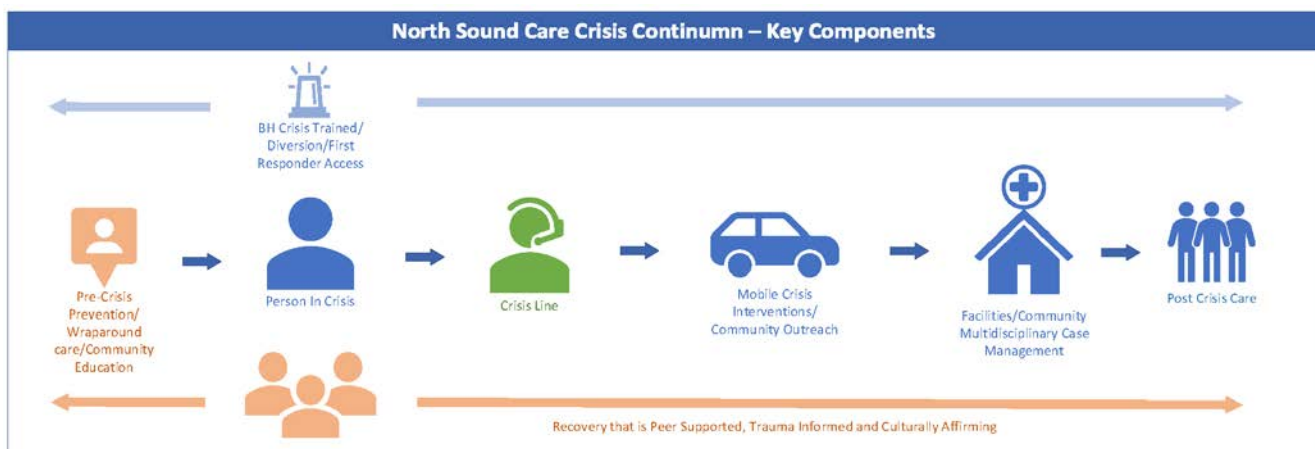 North Sound Care Crisis Continumn – Key Components
BH Crisis Trained/
Diversion/First
Responder Access
Pre-Crisis
Prevention/
Wraparound
care/Community
Education
Person In Crisis
Crisis Line
Mobile Crisis
Interventions/
Community Outreach
Facilities/Community
Multidisciplinary Case
Management
Post Crisis Care
Recovery that is Peer Supported, Trauma Informed and Culturally Affirming